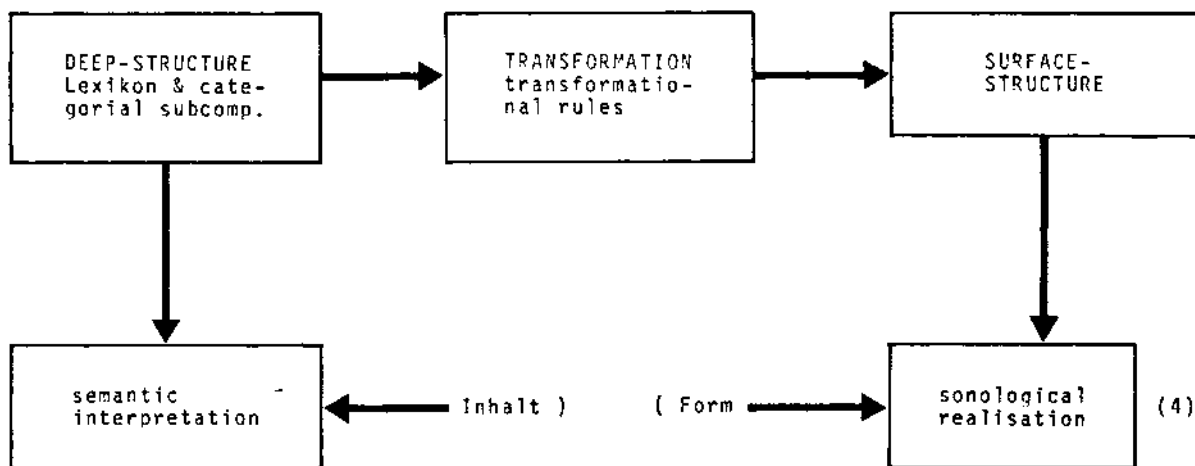 DEEP-STRUCTURE
Lexikon & cate-
gorial subcomp.
TRANSFORMATION
transformatio-
nal rules
SURFACE-
STRUCTURE
semantic
interpretation
Inhalt )
( Form
sonological
realisation
(4)